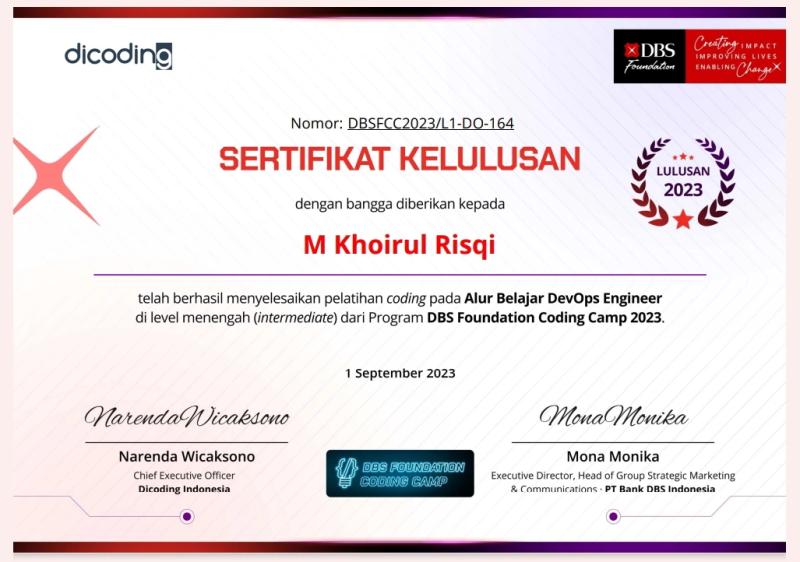 dicoding
DBS
Foundation
Creating IMPACT
IMPROVING LIVES
ENABLING Change
Nomor: DBSFCC2023/L1-DO-164
SERTIFIKAT KELULUSAN
LULUSAN
2023
dengan bangga diberikan kepada
M Khoirul Risqi
telah berhasil menyelesaikan pelatihan coding pada Alur Belajar DevOps Engineer
di level menengah (intermediate) dari Program DBS Foundation Coding Camp 2023.
1 September 2023
NarendaWicaksono
Narenda Wicaksono
Chief Executive Officer
Dicoding Indonesia
DBS FOUNDATION
CODING CAMP
MonaMonika
Mona Monika
Executive Director, Head of Group Strategic Marketing
& Communications · PT Bank DBS Indonesia